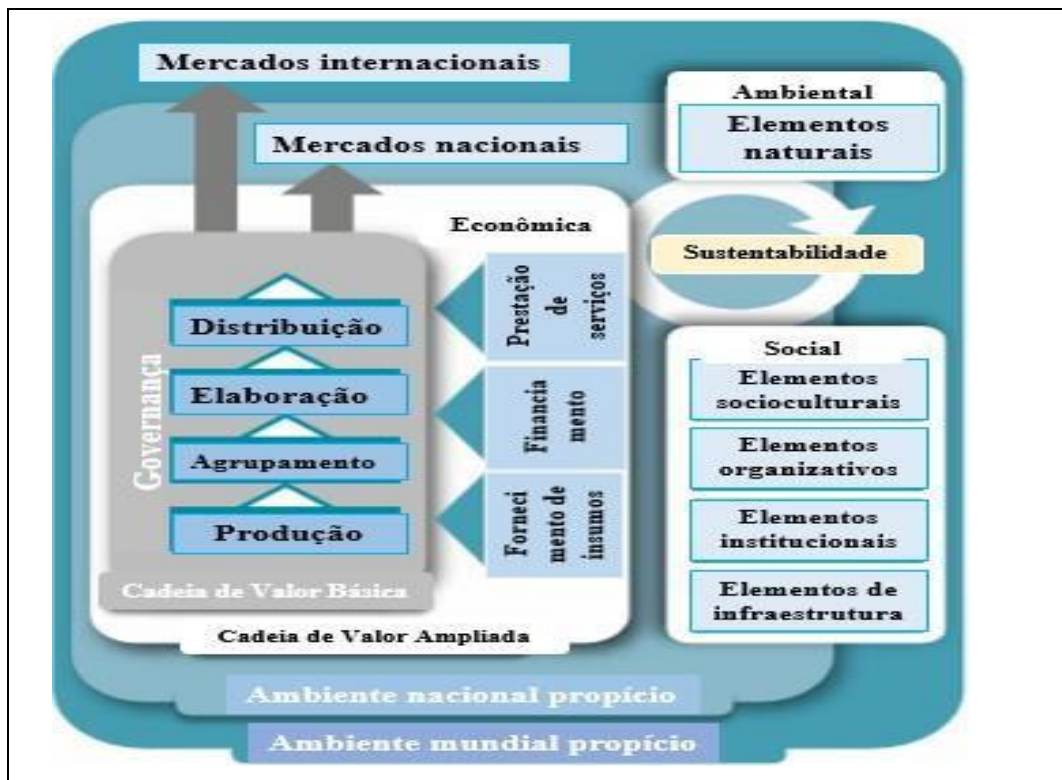 Mercados internacionais
Mercados nacionais
Ambiental
Elementos
naturais
Sustentabilidade
Econômica
Governança
Distribuição
Elaboração
Agrupamento
Produção
Cadeia de Valor Básica
Prestação
de
serviços
Financia
mento
Forneci
mento de
insumos
Cadeia de Valor Ampliada
Social
Elementos
socioculturais
Elementos
organizativos
Elementos
institucionais
Elementos de
infraestrutura
Ambiente nacional propício
Ambiente mundial propício